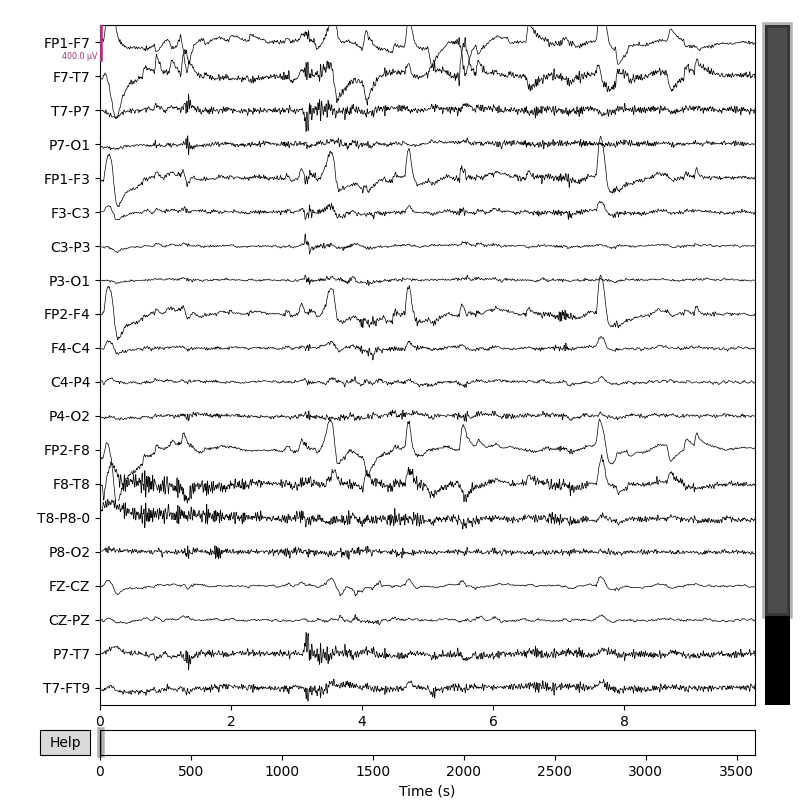 FP1-F7
400.0 µV
F7-T7
T7-P7
P7-O1
FP1-F3
F3-C3
C3-P3
P3-O1
FP2-F4
F4-C4
C4-P4
P4-O2
FP2-F8
F8-T8
T8-P8-0
P8-O2
FZ-CZ
CZ-PZ
P7-T7
T7-FT9
0 2 4 6 8
Help
0 500 1000 1500 2000 2500 3000 3500
Time (s)